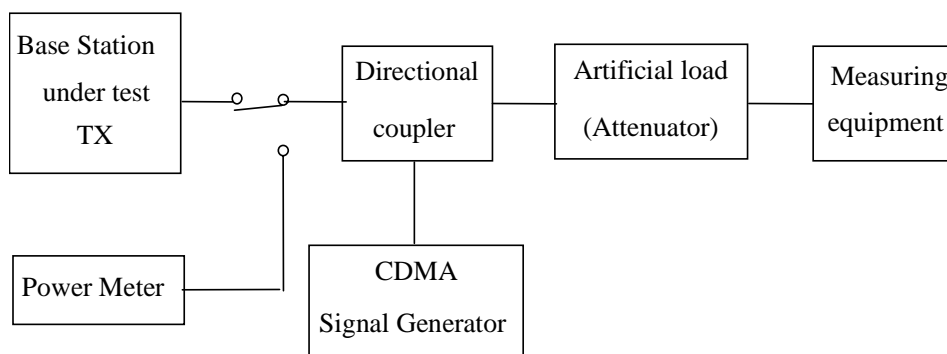 Base Station
under test
TX
Directional
coupler
Artificial load
(Attenuator)
Measuring
equipment
Power Meter
CDMA
Signal Generator